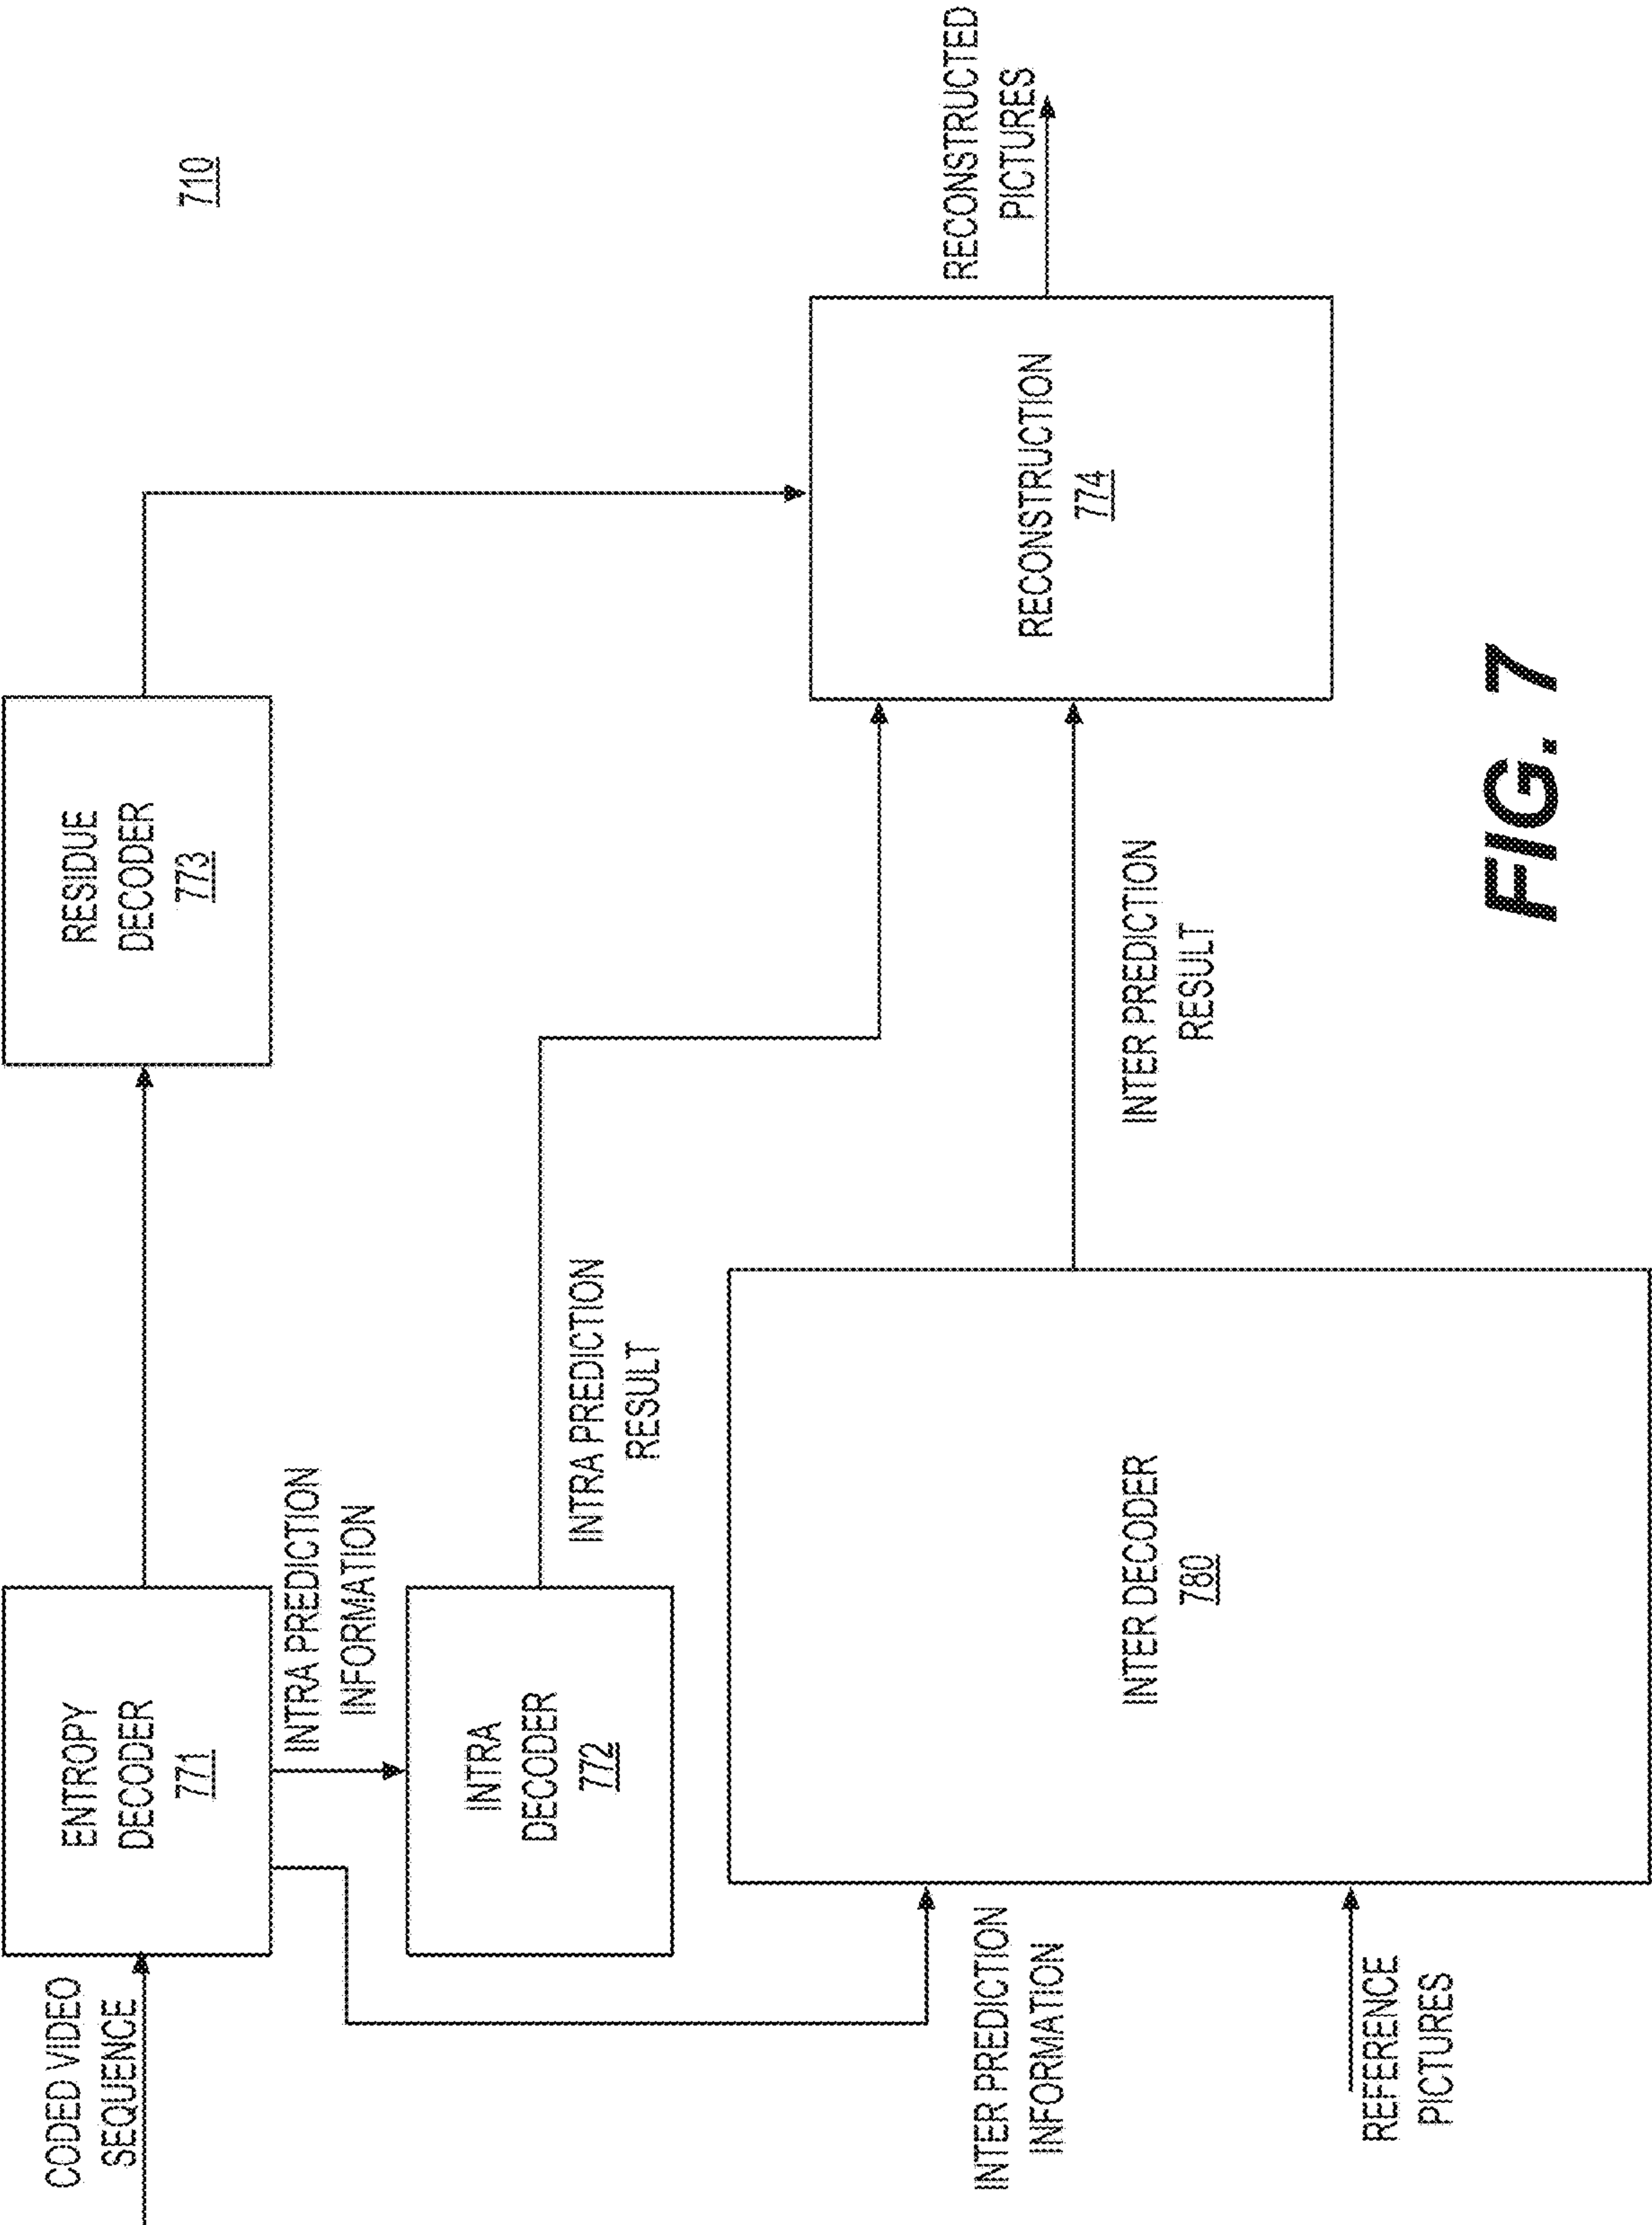 710
CODED VIDEO
SEQUENCE
ENTROPY
DECODER
771
RESIDUE
DECODER
773
INTRA PREDICTION
INFORMATION
INTRA
DECODER
772
INTRA PREDICTION
RESULT
RECONSTRUCTED
PICTURES
RECONSTRUCTION
774
INTER PREDICTION
INFORMATION
INTER DECODER
780
INTER PREDICTION
RESULT
REFERENCE
PICTURES
FIG. 7